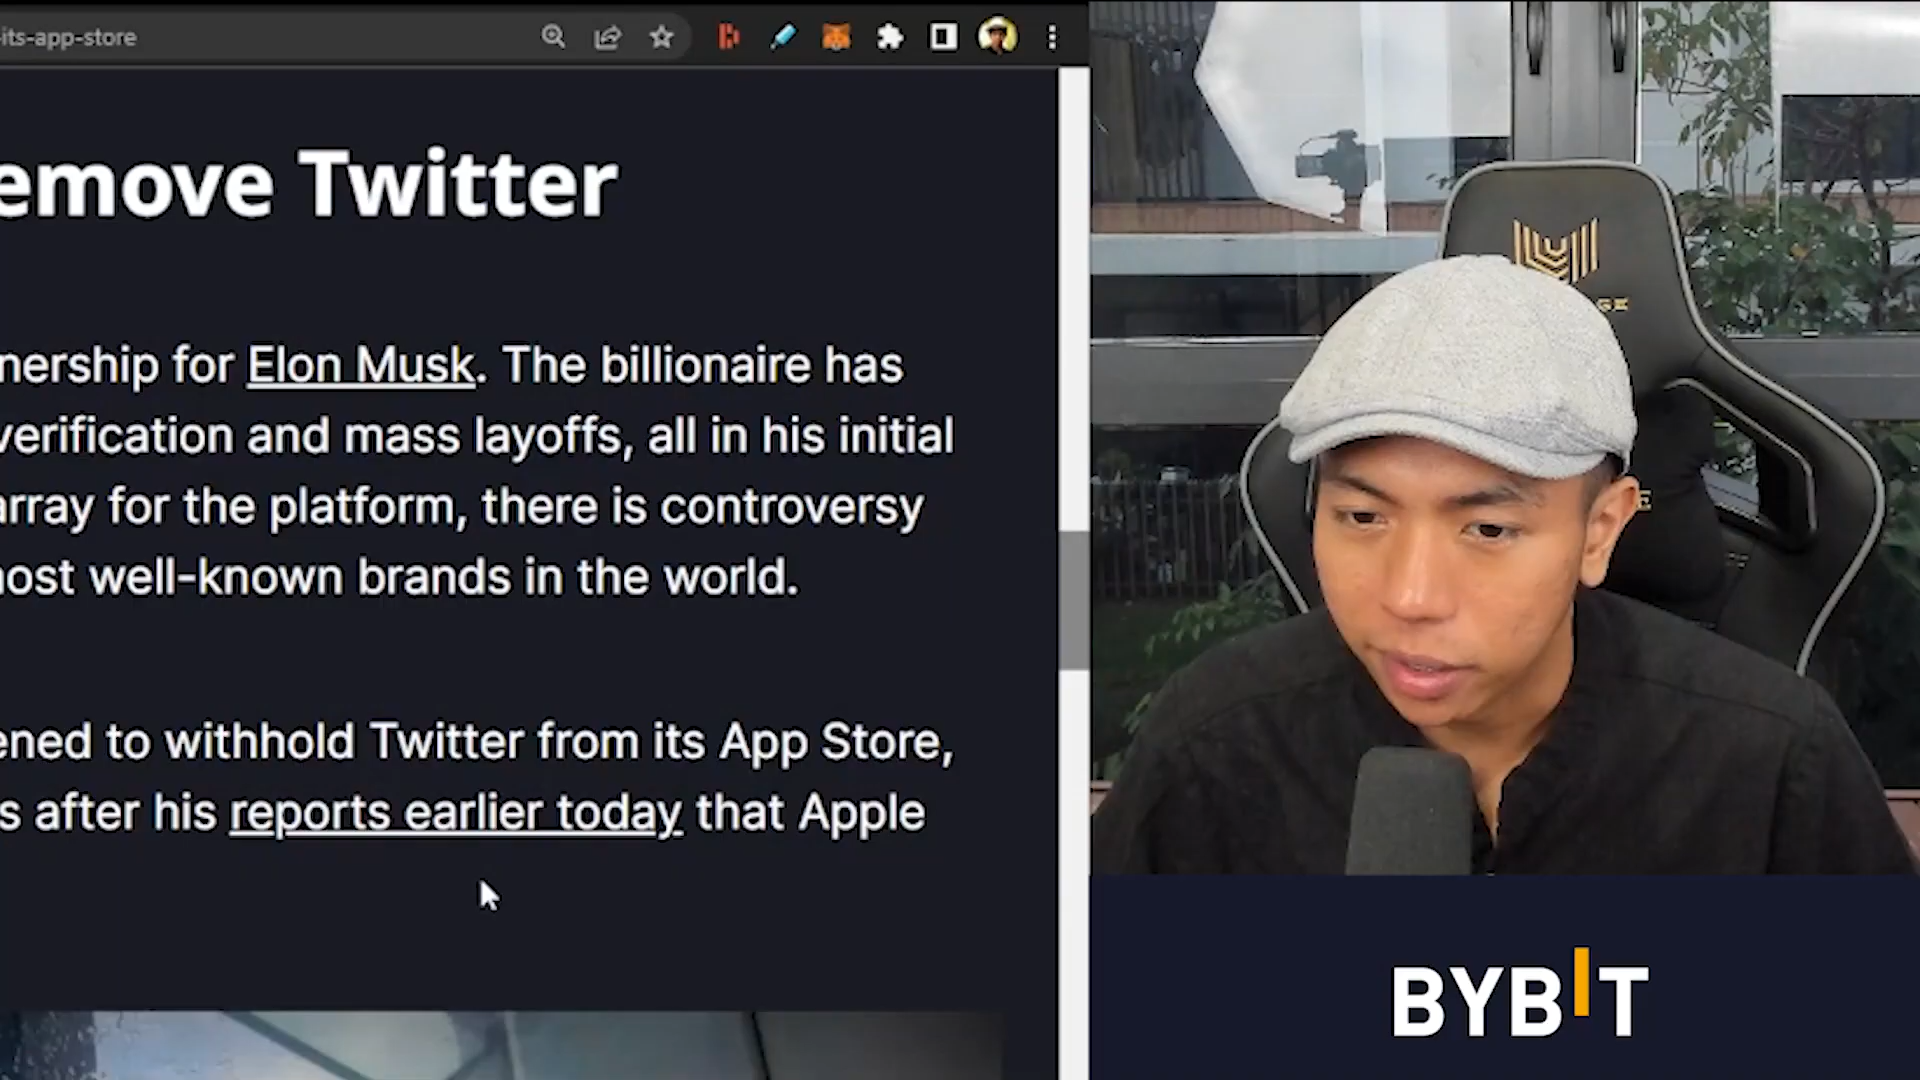 -its-app-store
emove Twitter
nership for Elon Musk. The billionaire has
verification and mass layoffs, all in his initial
array for the platform, there is controversy
nost well-known brands in the world.
ened to withhold Twitter from its App Store,
s after his reports earlier today that Apple
GE
E
BYBIT